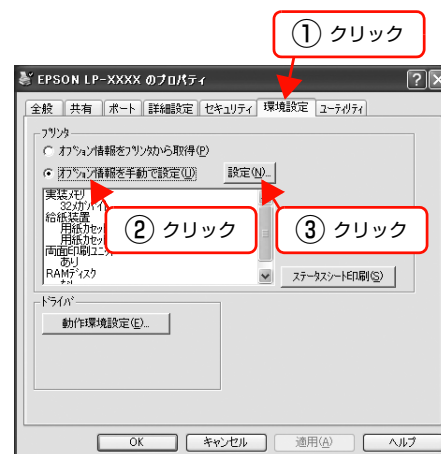 ① クリック
EPSON LP-XXXX のプロパティ
全般 共有 ポート 詳細設定 セキュリティ 環境設定 ユーティリティ
プリンタ
オプション情報をプリンタから取得(P)
オプション情報を手動で設定(U) 設定(N)...
実装メモリ
32メガバイト
給紙装置
用紙カセッ
用紙カセッ
② クリック
③ クリック
両面印刷ユニット
あり
RAMディスク
なし
ステータスシート印刷(S)
ドライバ
動作環境設定(E)...
OK キャンセル 適用(A) ヘルプ